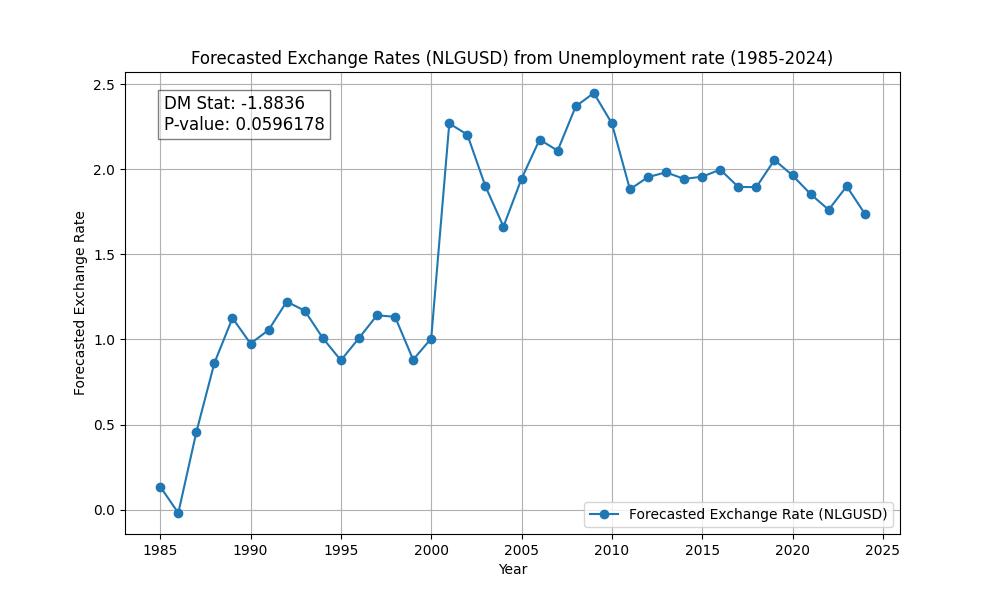 Forecasted Exchange Rates (NLGUSD) from Unemployment rate (1985-2024)
DM Stat: -1.8836
P-value: 0.0596178
Forecasted Exchange Rate
2.5
2.0
1.5
1.0
0.5
0.0
Forecasted Exchange Rate (NLGUSD)
1985 1990 1995 2000 2005 2010 2015 2020 2025
Year